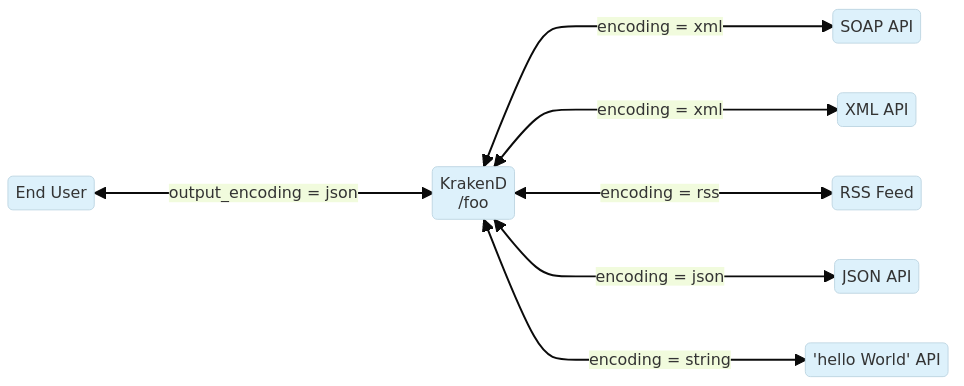 encoding = xml
SOAP API
encoding = xml
XML API
End User
output_encoding = json
KrakenD
/foo
encoding = rss
RSS Feed
encoding = json
JSON API
encoding = string
'hello World' API